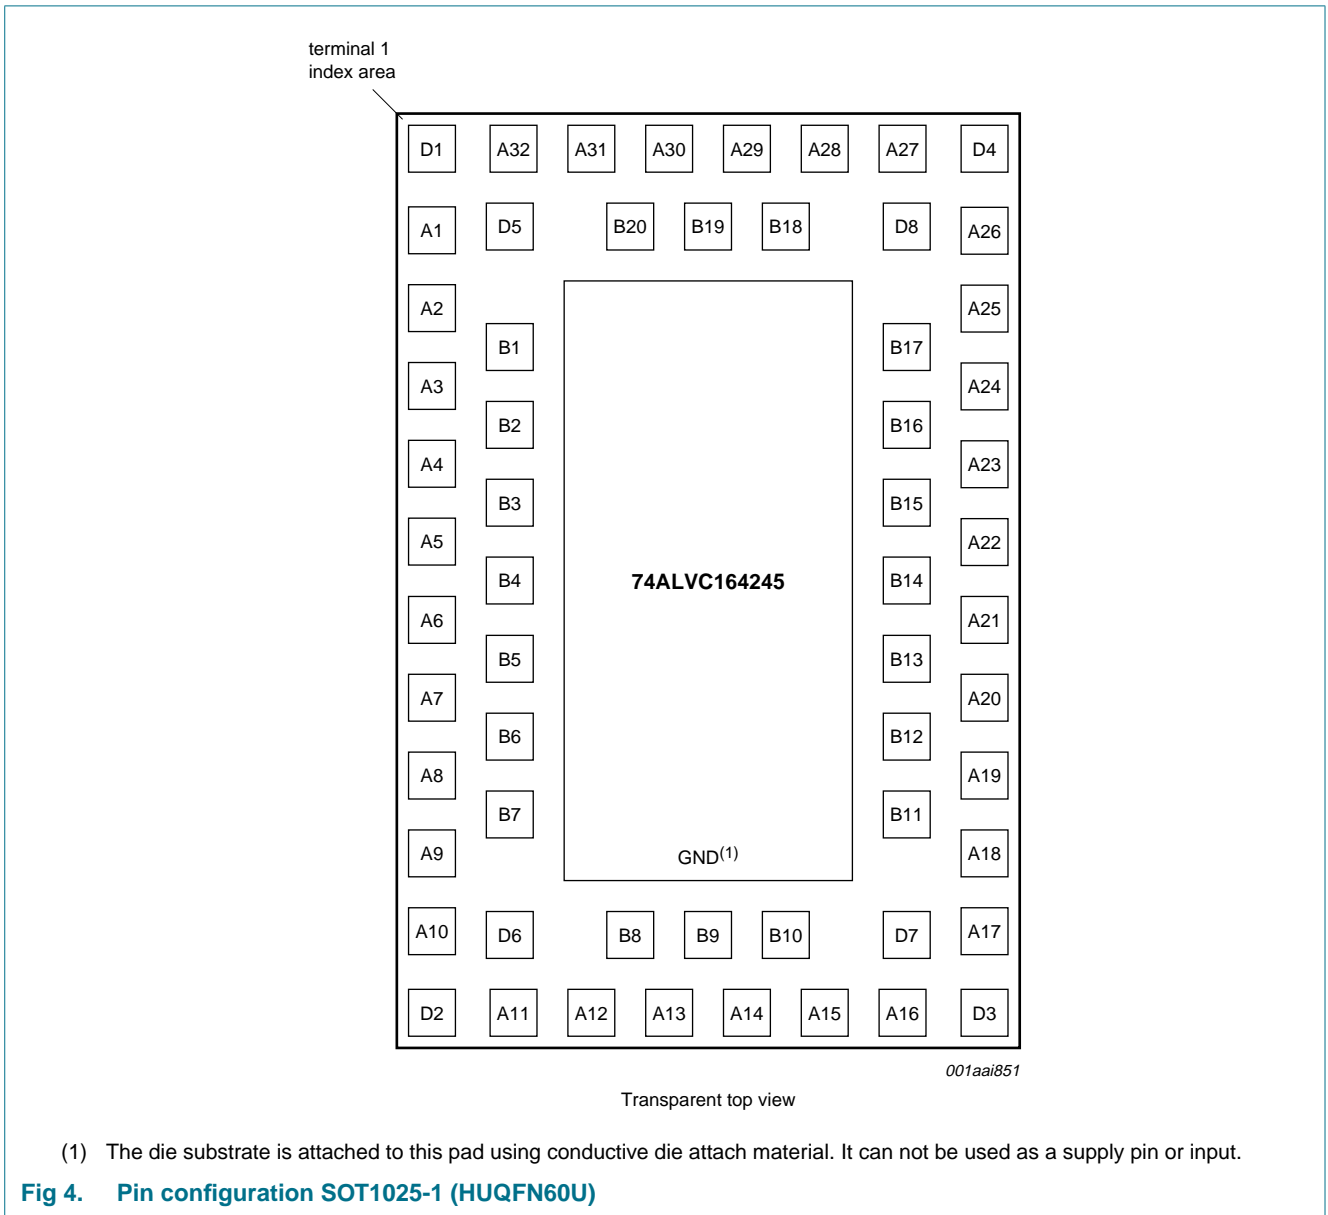 terminal 1
index area
D1 A32 A31 A30 A29 A28 A27 D4
A1 D5 B20 B19 B18 D8 A26
A2 A25
B1 B17
A3 A24
B2 B16
A4 A23
B3 B15
A5 A22
B4 74ALVC164245 B14
A6 A21
B5 B13
A7 A20
B6 B12
A8 A19
B7 B11
A9 GND(1) A18
A10 D6 B8 B9 B10 D7 A17
D2 A11 A12 A13 A14 A15 A16 D3
001aai851
Transparent top view
(1) The die substrate is attached to this pad using conductive die attach material. It can not be used as a supply pin or input.
Fig 4. Pin configuration SOT1025-1 (HUQFN60U)